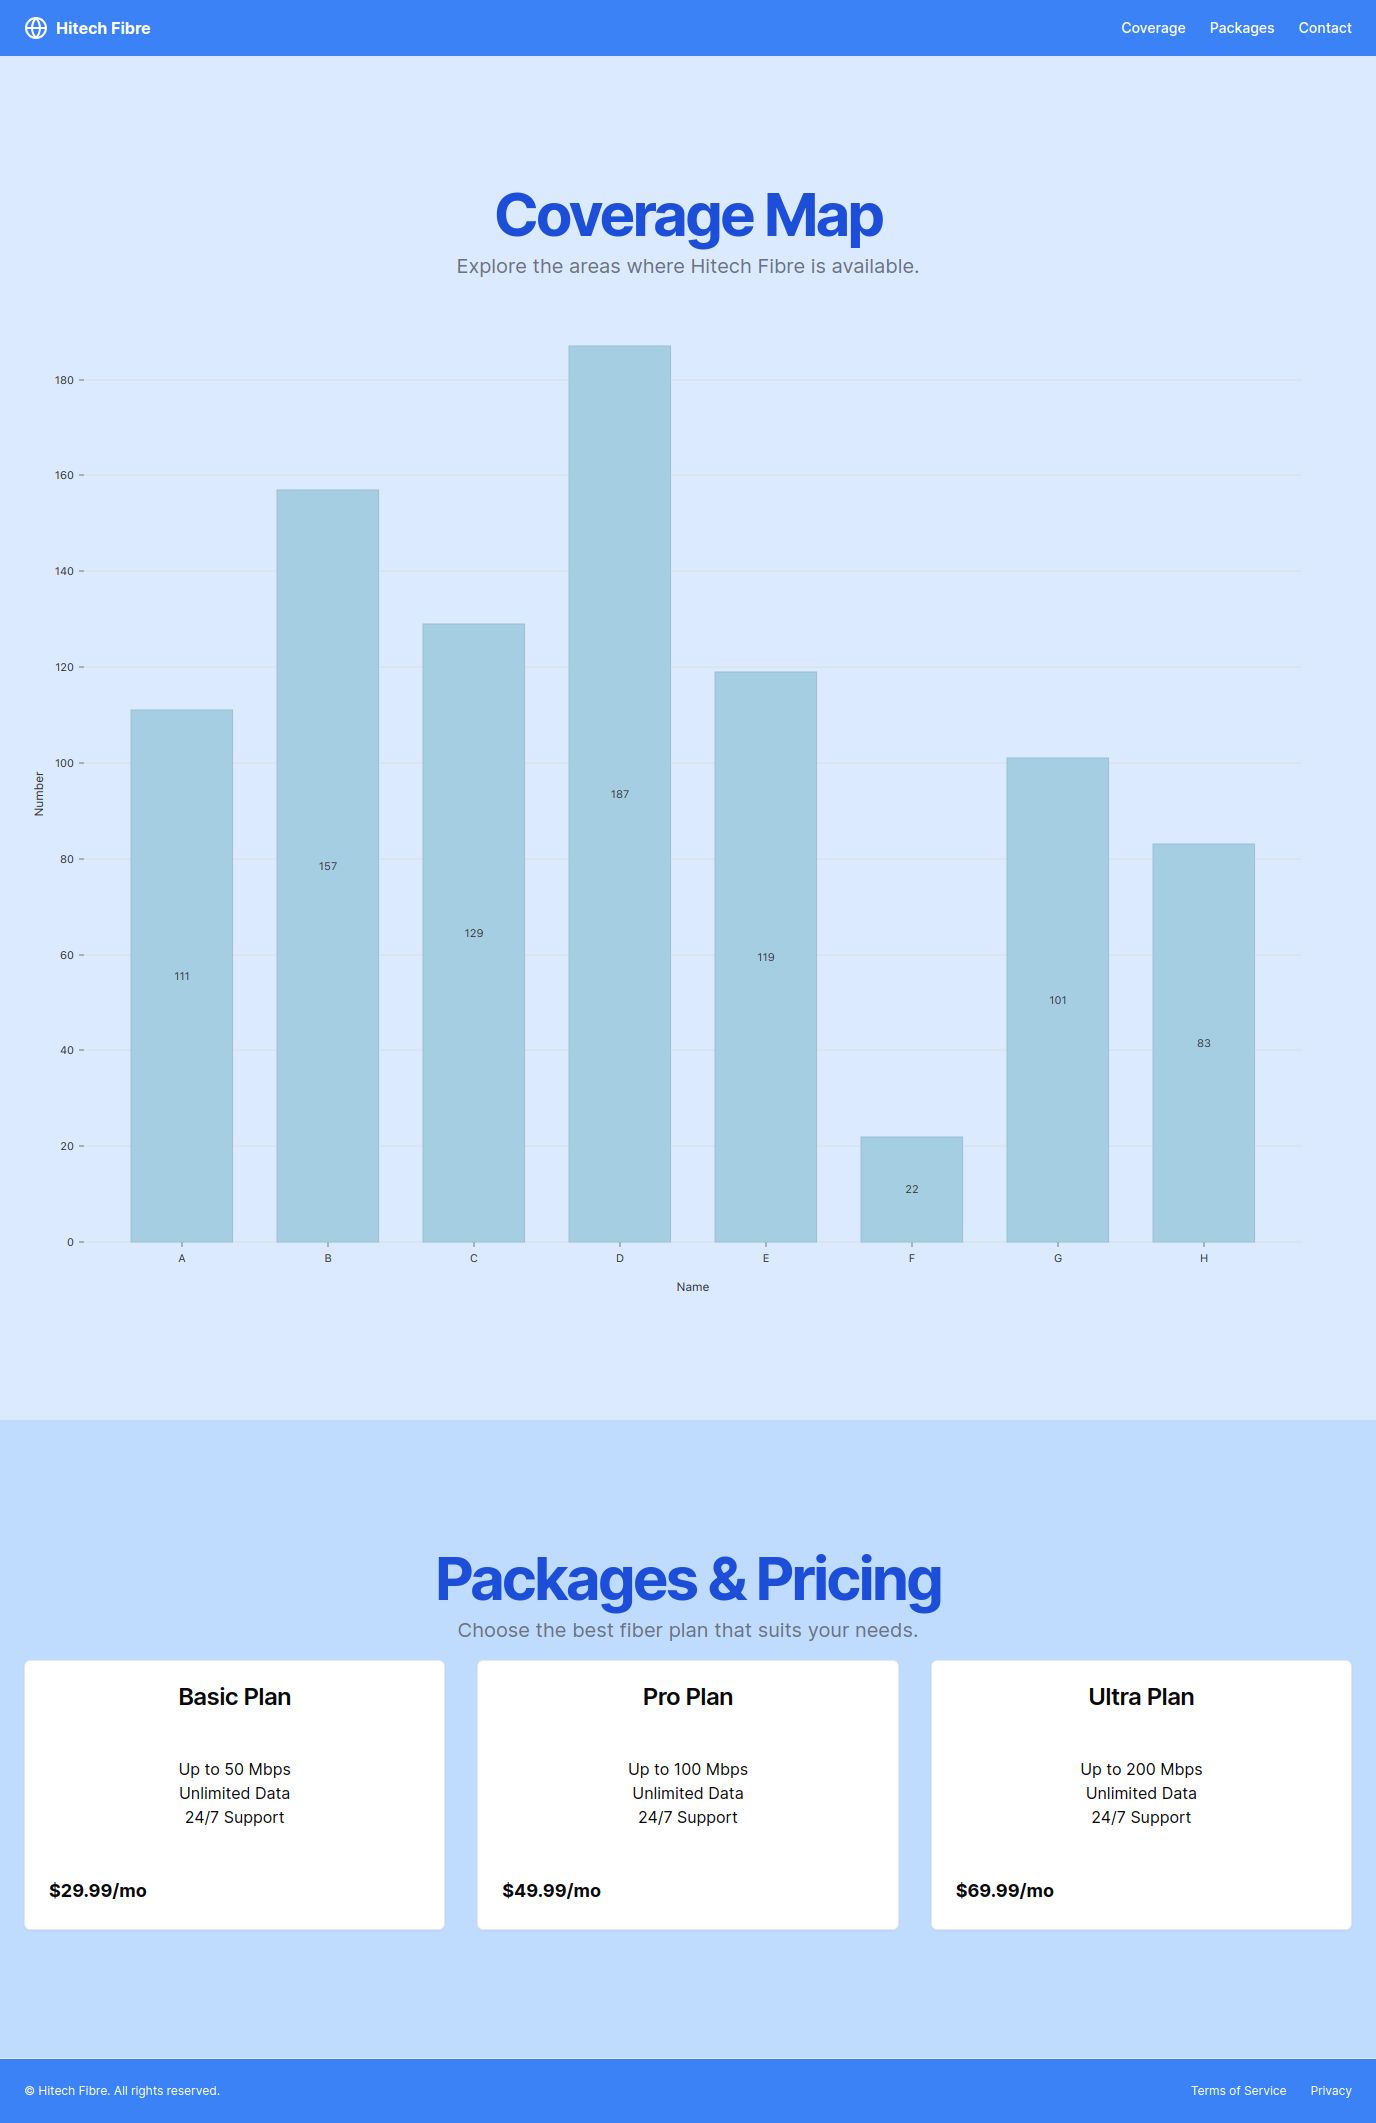 Hitech Fibre
Coverage Packages Contact
Coverage Map
Explore the areas where Hitech Fibre is available.
180
160
140
120
100
80
60
40
20
0
Number
111
157
129
187
119
22
101
83
A B C D E F G H
Name
Packages & Pricing
Choose the best fiber plan that suits your needs.
Basic Plan
Up to 50 Mbps
Unlimited Data
24/7 Support
$29.99/mo
Pro Plan
Up to 100 Mbps
Unlimited Data
24/7 Support
$49.99/mo
Ultra Plan
Up to 200 Mbps
Unlimited Data
24/7 Support
$69.99/mo
© Hitech Fibre. All rights reserved.
Terms of Service Privacy